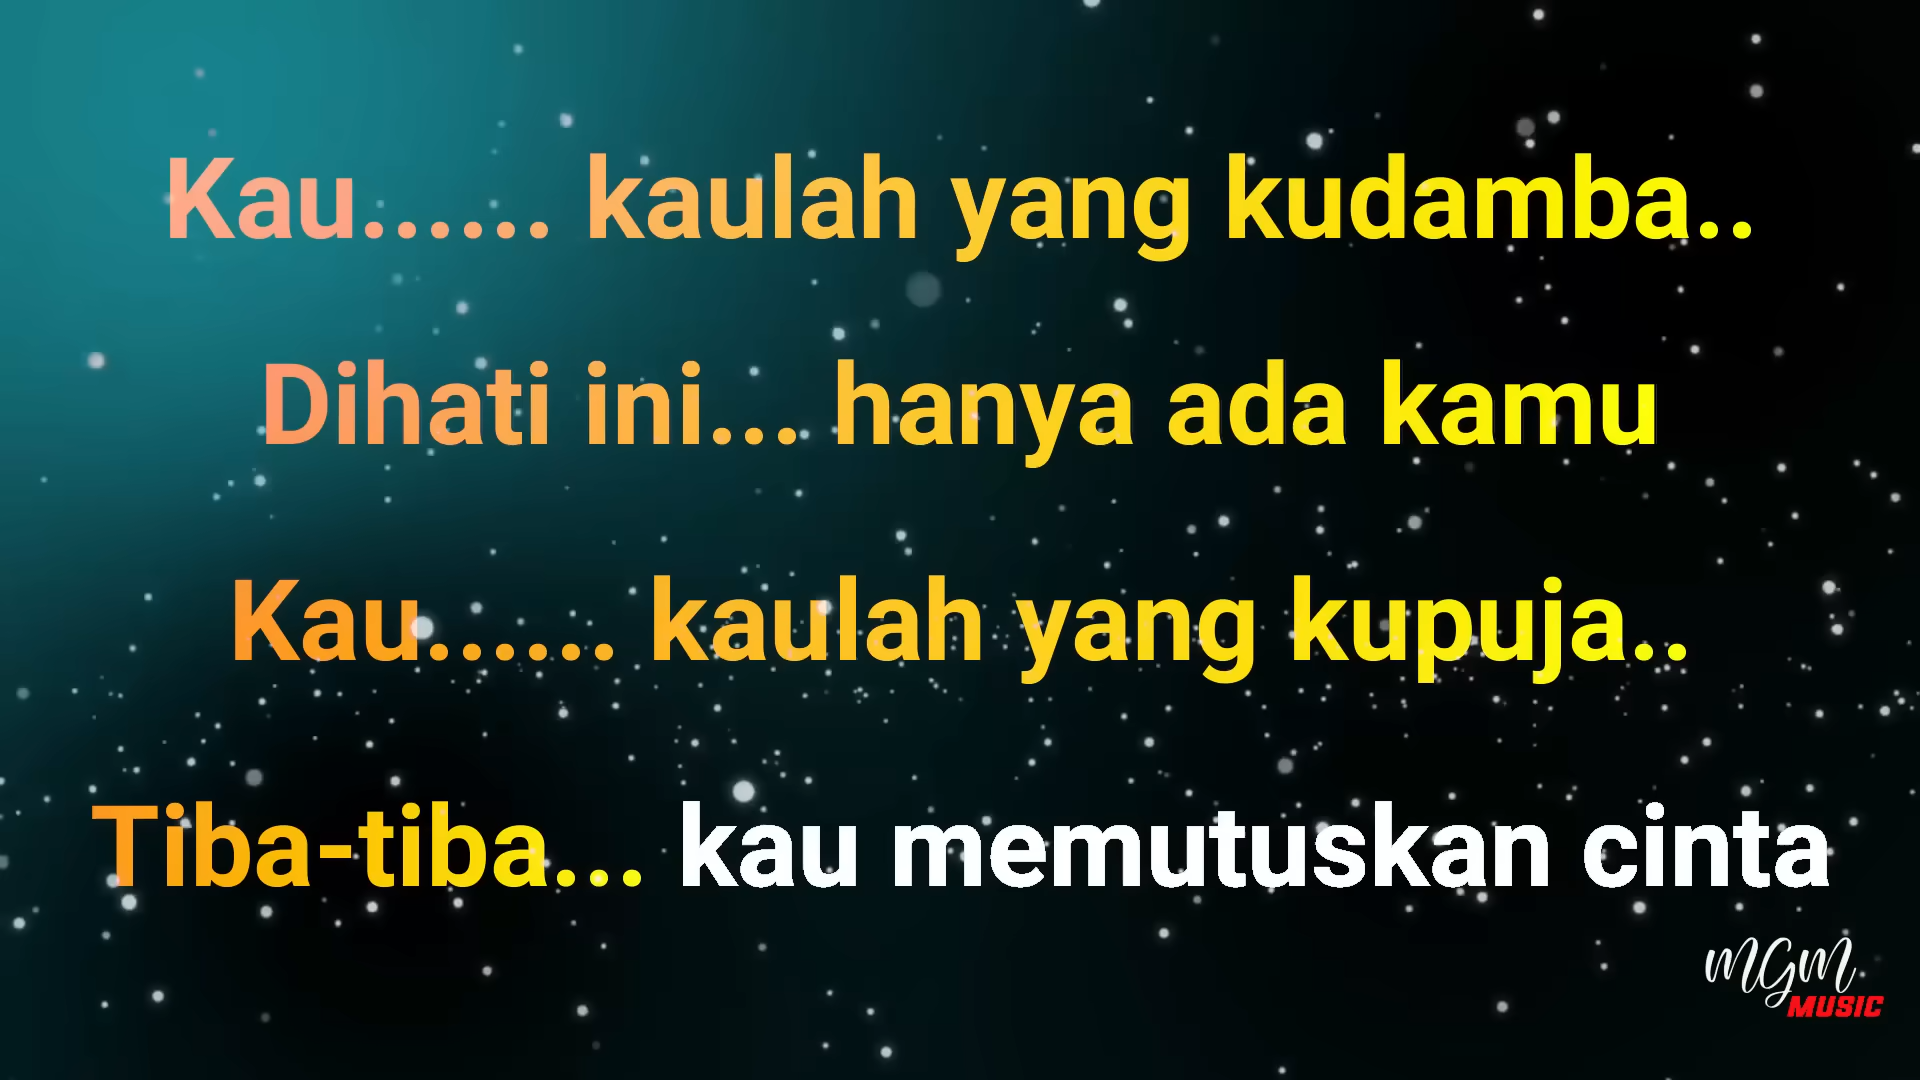 Kau...... kaulah yang kudamba..
Dihati ini... hanya ada kamu
Kau...... kaulah yang kupuja..
Tiba-tiba... kau memutuskan cinta
MGM
MUSIC